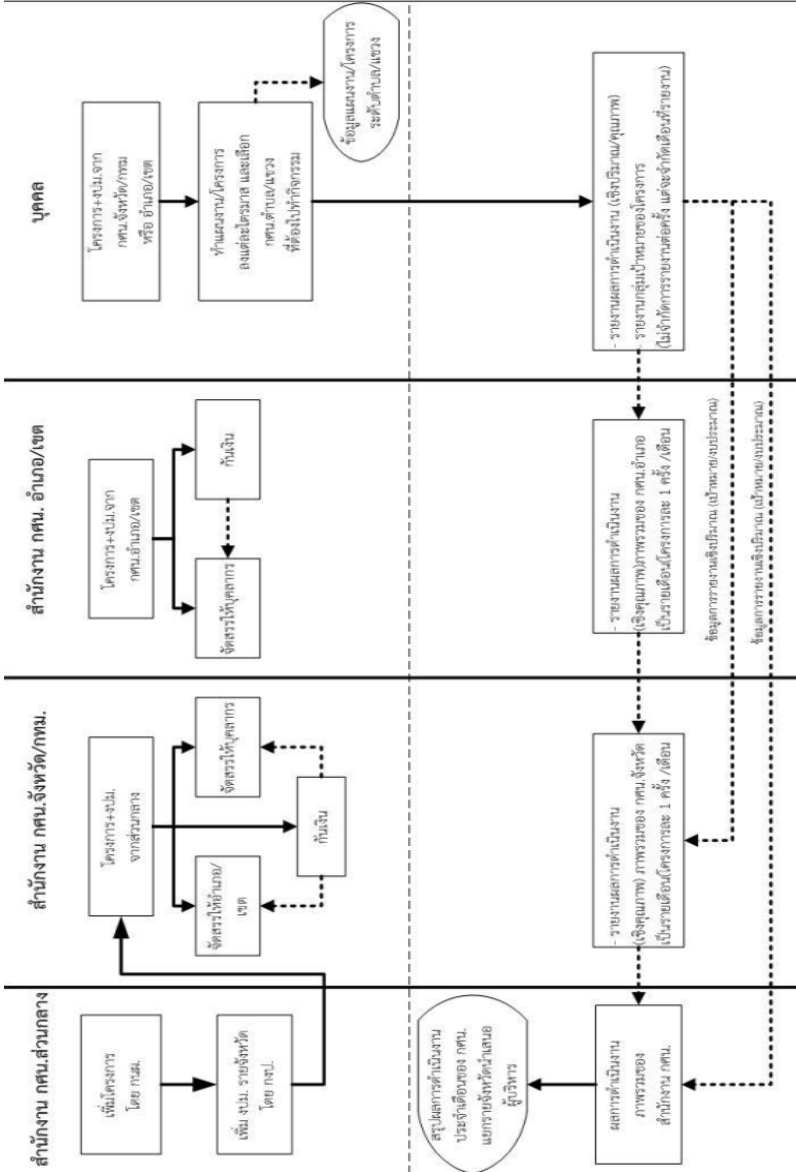 สำนักงาน กศน.ส่วนกลาง
เพิ่มโครงการ
โดย กนผ.
เพิ่ม งปม. รายจังหวัด
โดย กงป.
สำนักงาน กศน.จังหวัด/กทม.
โครงการ+งปม.
จากส่วนกลาง
จัดสรรให้อำเภอ/
เขต
กันเงิน
จัดสรรให้บุคลากร
สำนักงาน กศน. อำเภอ/เขต
โครงการ+งปม.จาก
กศน.อำเภอ/เขต
จัดสรรให้บุคลากร
กันเงิน
บุคคล
โครงการ+งปม.จาก
กศน.จังหวัด/กทม
หรือ อำเภอ/เขต
ทำแผนงาน/โครงการ
ลงแต่ละไตรมาส และเลือก
กศน.ตำบล/แขวง
ที่ต้องไปทำกิจกรรม
ข้อมูลแผนงาน/โครงการ
ระดับตำบล/แขวง
สรุปผลการดำเนินงาน
ประจำเดือนของ กศน.
แยกรายจังหวัดนำเสนอ
ผู้บริหาร
ผลการดำเนินงาน
ภาพรวมของ
สำนักงาน กศน.
- รายงานผลการดำเนินงาน
(เชิงคุณภาพ) ภาพรวมของ กศน.จังหวัด
เป็นรายเดือน(โครงการละ 1 ครั้ง /เดือน
- รายงานผลการดำเนินงาน
(เชิงคุณภาพ)ภาพรวมของ กศน.อำเภอ
เป็นรายเดือน(โครงการละ 1 ครั้ง /เดือน
- รายงานผลการดำเนินงาน (เชิงปริมาณ/คุณภาพ)
- รายงานกลุ่มเป้าหมายของโครงการ
(ไม่จำกัดการรายงานต่อครั้ง แต่จะจำกัดเดือนที่รายงาน)
ข้อมูลการรายงานเชิงปริมาณ (เป้าหมาย/งบประมาณ)
ข้อมูลการรายงานเชิงปริมาณ (เป้าหมาย/งบประมาณ)